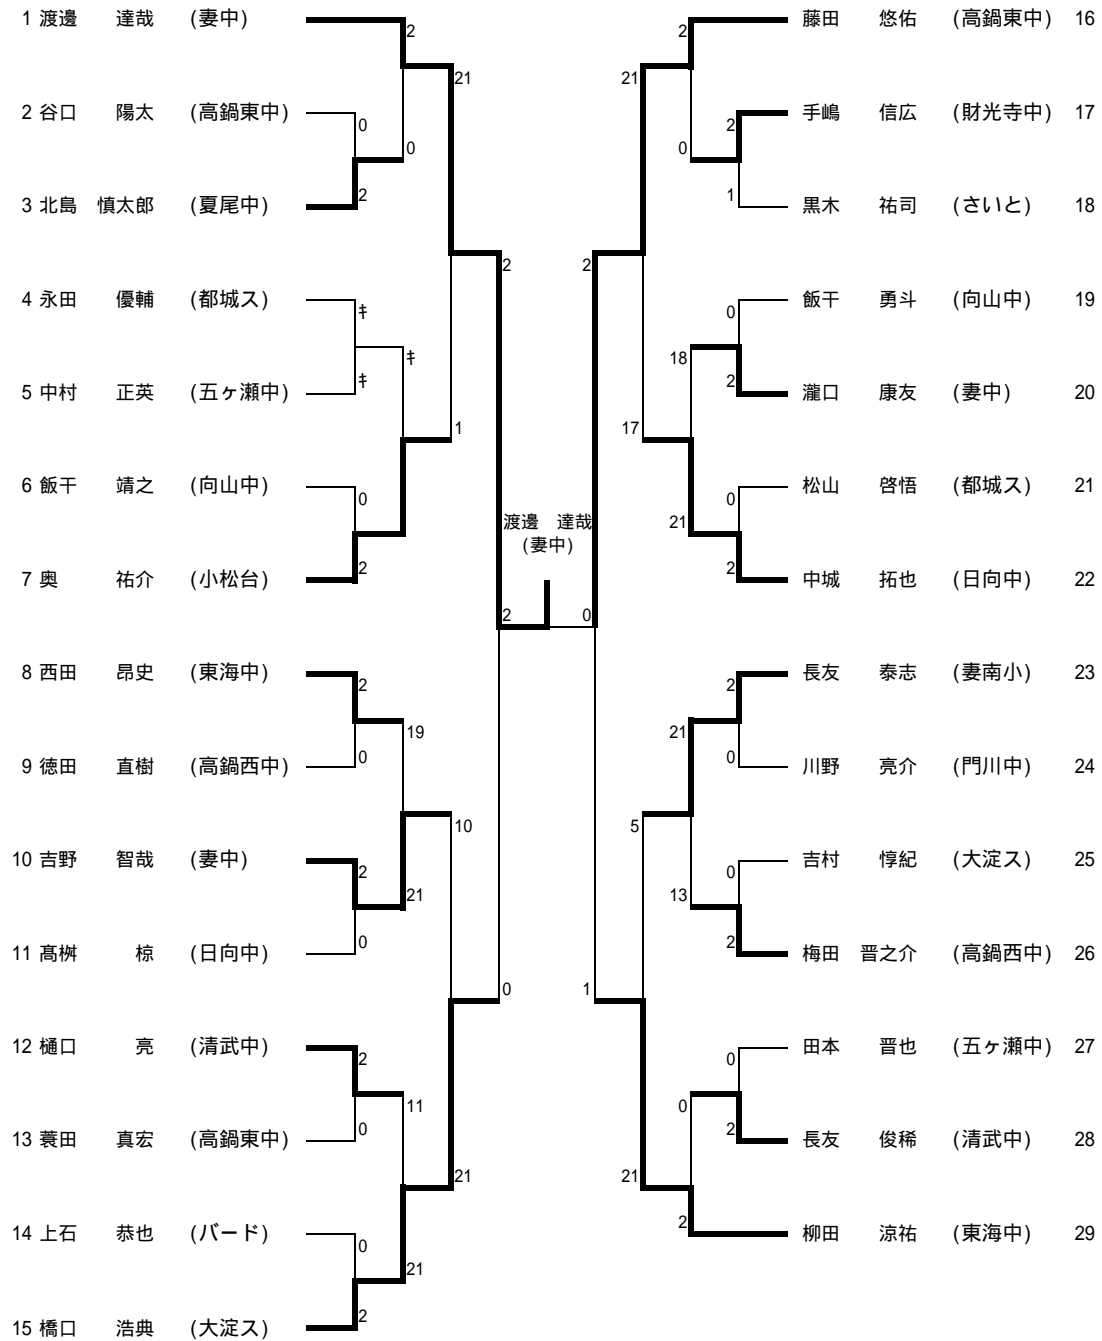 1 渡邊 達哉 (妻中)
2
21
2 谷口 陽太 (高鍋東中)
0
0
3 北島 慎太郎 (夏尾中)
2
2
4 永田 優輔 (都城ス)
キ
キ
5 中村 正英 (五ヶ瀬中)
キ
1
6 飯干 靖之 (向山中)
0
7 奥 祐介 (小松台)
2
8 西田 昂史 (東海中)
2
19
9 徳田 直樹 (高鍋西中)
0
10
10 吉野 智哉 (妻中)
2
21
11 髙桝 椋 (日向中)
0
0
12 樋口 亮 (清武中)
2
11
13 蓑田 真宏 (高鍋東中)
0
21
14 上石 恭也 (バード)
0
21
15 橋口 浩典 (大淀ス)
2
渡邊 達哉
(妻中)
2 0
藤田 悠佑 (高鍋東中) 16
2
21
手嶋 信広 (財光寺中) 17
2
0
黒木 祐司 (さいと) 18
1
2
飯干 勇斗 (向山中) 19
0
18
瀧口 康友 (妻中) 20
2
17
松山 啓悟 (都城ス) 21
0
21
中城 拓也 (日向中) 22
2
長友 泰志 (妻南小) 23
2
21
川野 亮介 (門川中) 24
0
5
吉村 惇紀 (大淀ス) 25
0
13
梅田 晋之介 (高鍋西中) 26
2
1
田本 晋也 (五ヶ瀬中) 27
0
0
長友 俊稀 (清武中) 28
2
21
柳田 涼祐 (東海中) 29
2